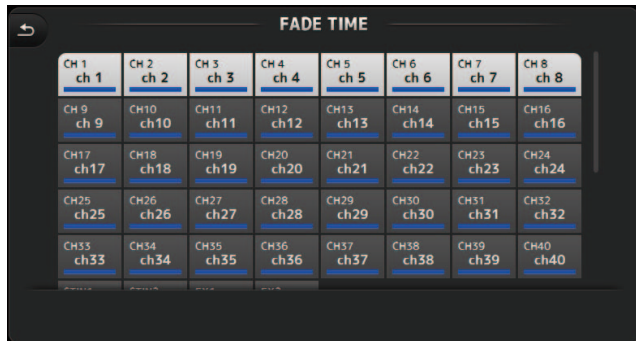 FADE TIME
CH 1 CH 2 CH 3 CH 4 CH 5 CH 6 CH 7 CH 8
ch 1 ch 2 ch 3 ch 4 ch 5 ch 6 ch 7 ch 8
CH 9 CH10 CH11 CH12 CH13 CH14 CH15 CH16
ch 9 ch10 ch11 ch12 ch13 ch14 ch15 ch16
CH17 CH18 CH19 CH20 CH21 CH22 CH23 CH24
ch17 ch18 ch19 ch20 ch21 ch22 ch23 ch24
CH25 CH26 CH27 CH28 CH29 CH30 CH31 CH32
ch25 ch26 ch27 ch28 ch29 ch30 ch31 ch32
CH33 CH34 CH35 CH36 CH37 CH38 CH39 CH40
ch33 ch34 ch35 ch36 ch37 ch38 ch39 ch40